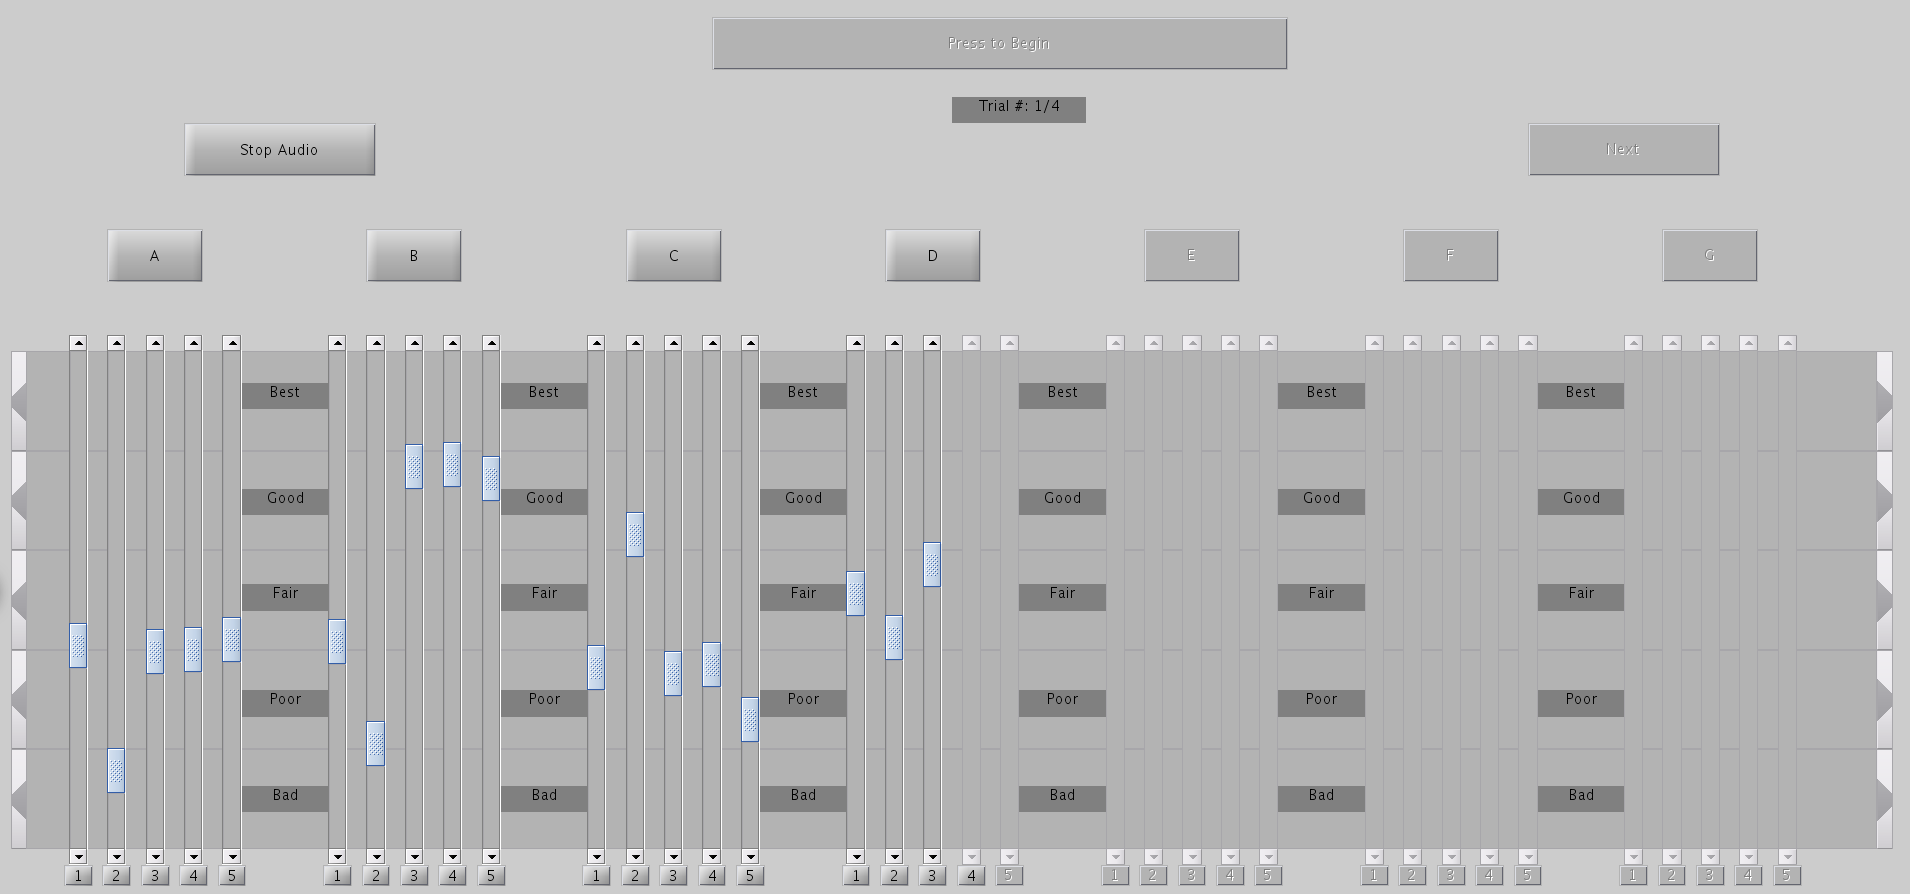 Press to Begin
Trial #: 1/4
Stop Audio
Next
A B C D E F G
Best Best Best Best Best Best
Good Good Good Good Good Good
Fair Fair Fair Fair Fair Fair
Poor Poor Poor Poor Poor Poor
Bad Bad Bad Bad Bad Bad
1 2 3 4 5 1 2 3 4 5 1 2 3 4 5 1 2 3 4 5 1 2 3 4 5 1 2 3 4 5 1 2 3 4 5